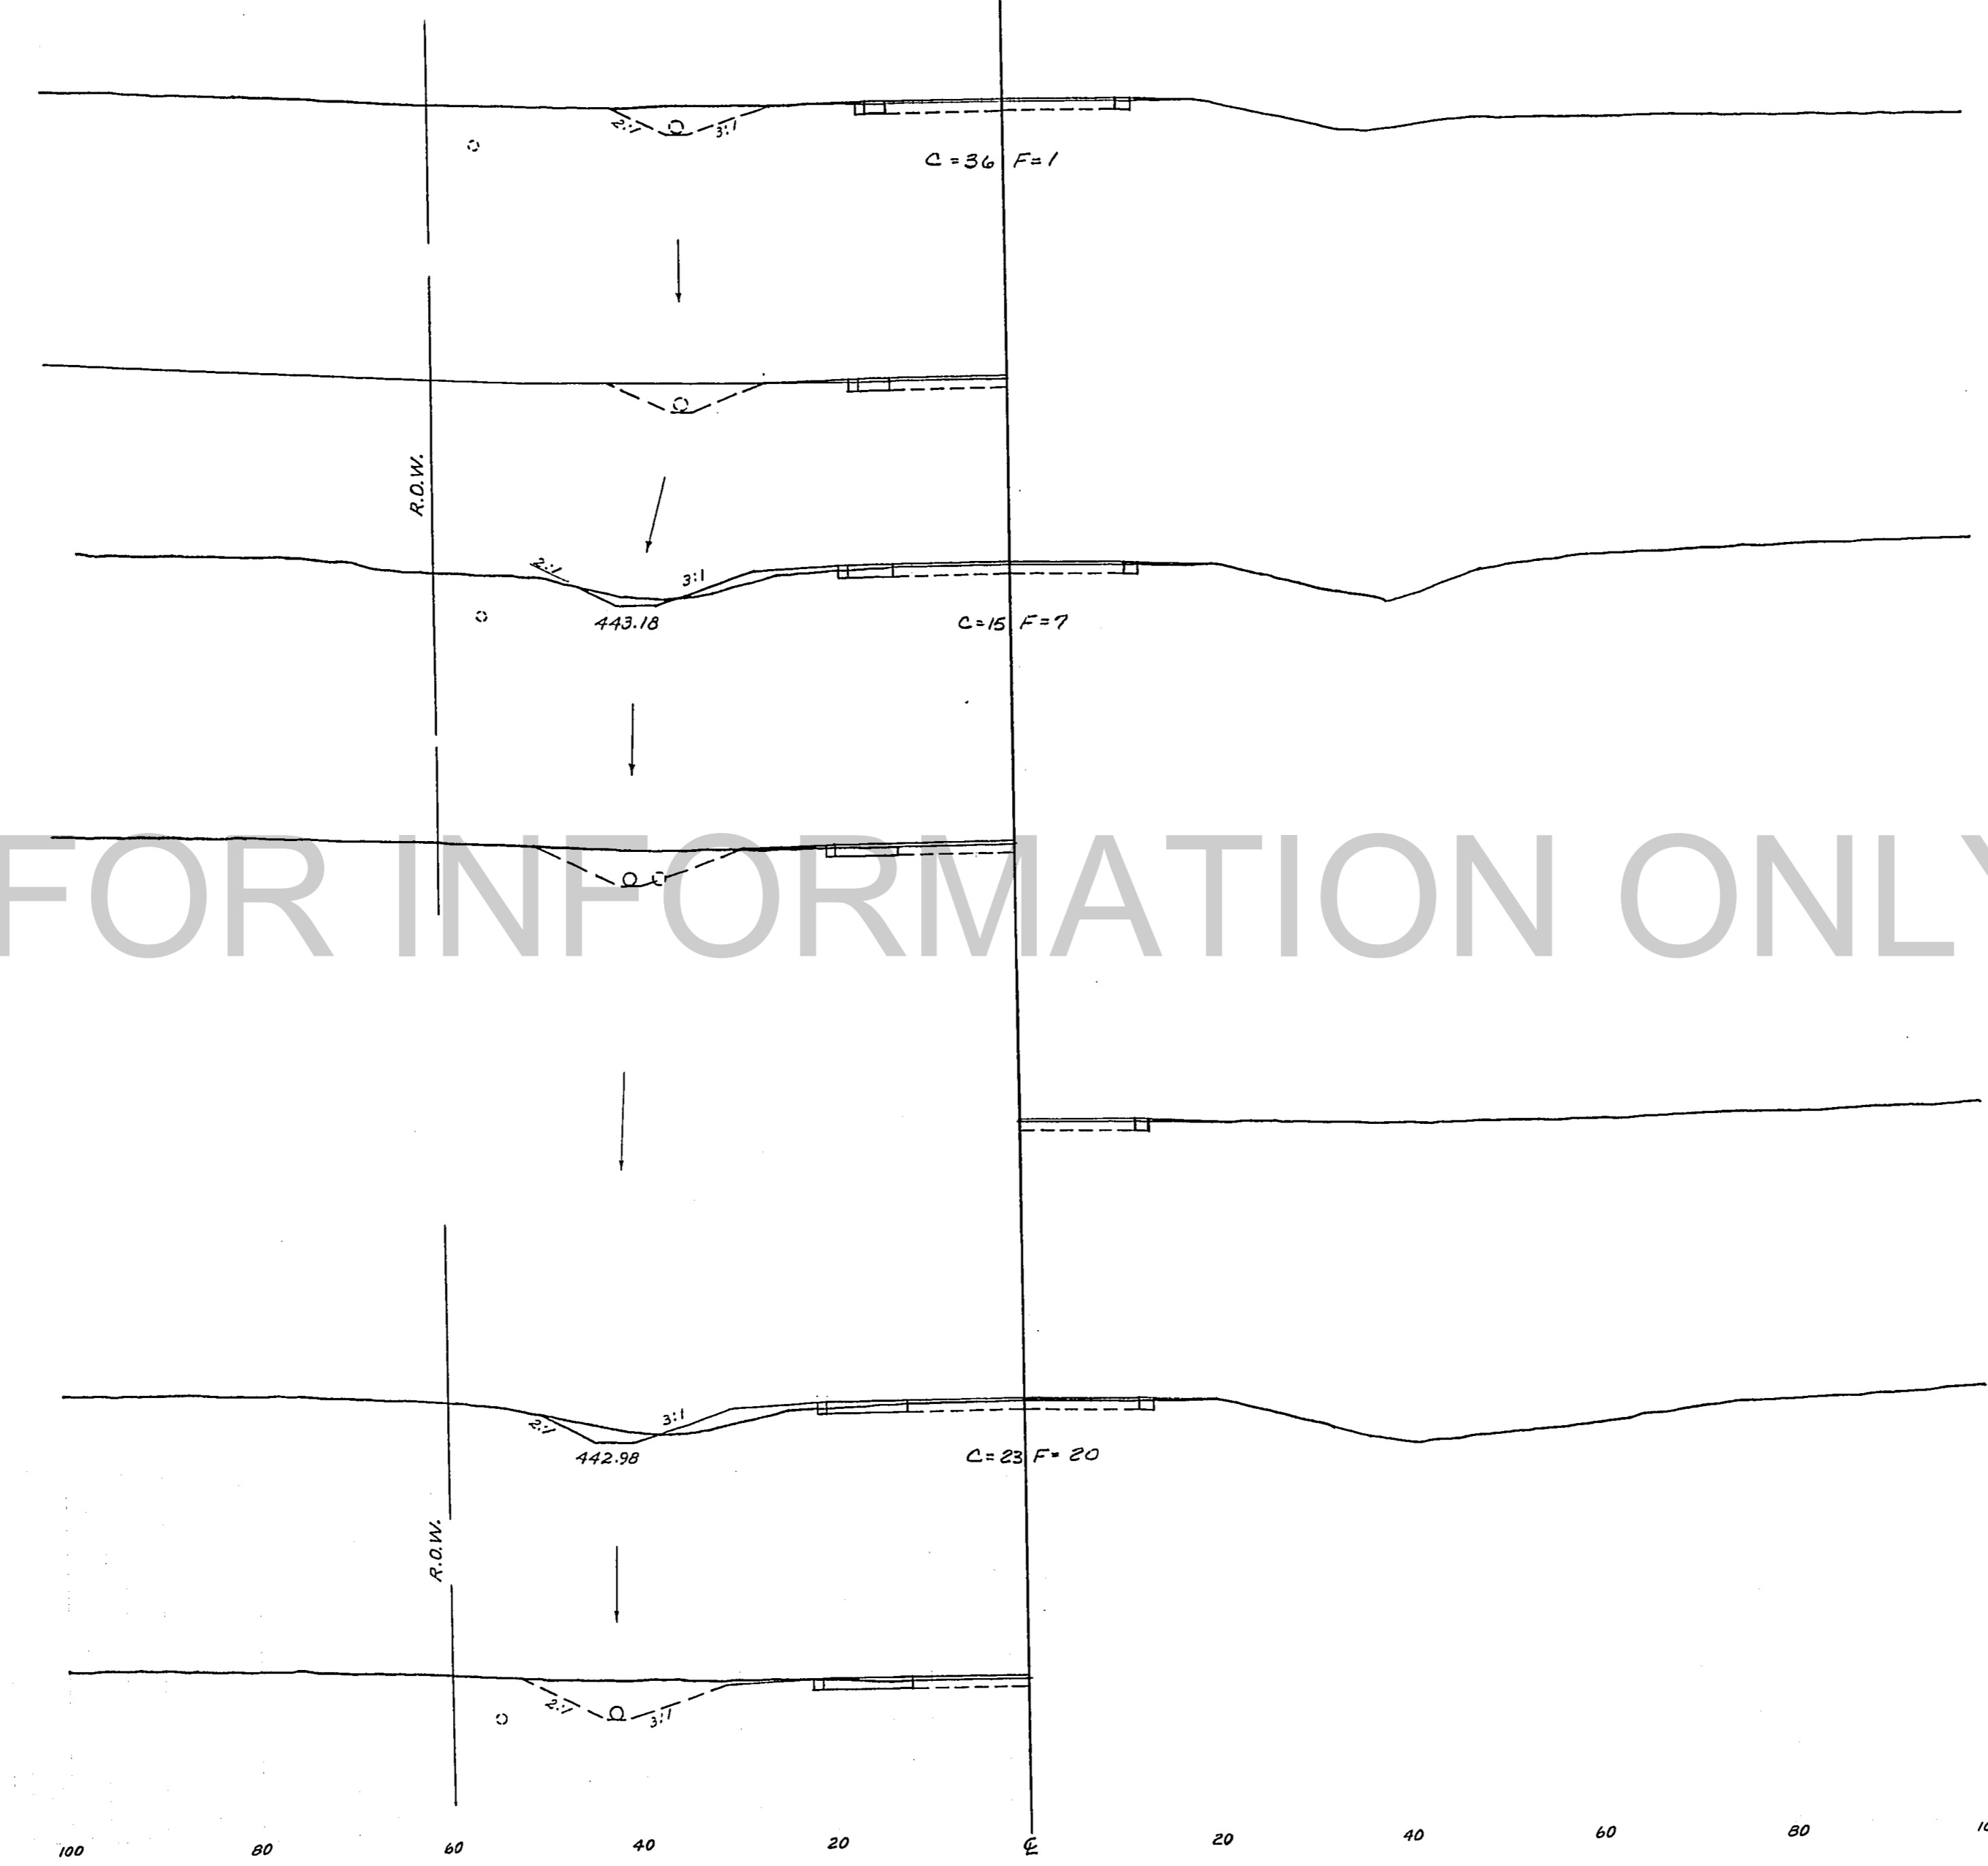 2:1 3:1
C = 36 F = 1
R.O.W.
2:1 3:1
443.18 C = 15 F = 7
FOR INFORMATION ONLY
2:1 3:1
442.98 C = 23 F = 20
R.O.W.
2:1 3:1
100 80 60 40 20 ℄ 20 40 60 80